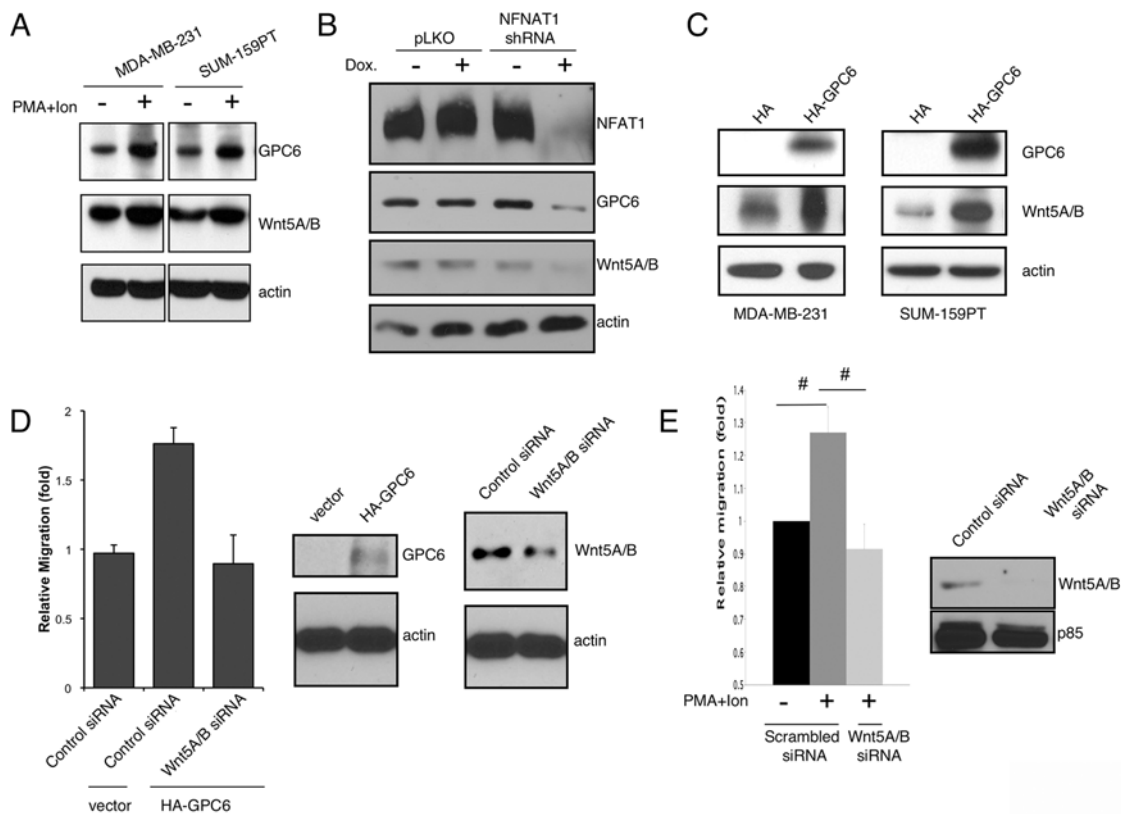 A
MDA-MB-231 SUM-159PT
PMA+Ion - + - +
GPC6
Wnt5A/B
actin
B
NFNAT1
pLKO shRNA
Dox. - + - +
NFAT1
GPC6
Wnt5A/B
actin
C
HA HA-GPC6 HA HA-GPC6
GPC6
Wnt5A/B
actin
MDA-MB-231 SUM-159PT
D
Relative Migration (fold)
2
1.5
1
0.5
0
Control siRNA Control siRNA Wnt5A/B siRNA
vector HA-GPC6
vector HA-GPC6
GPC6
actin
Control siRNA Wnt5A/B siRNA
Wnt5A/B
actin
E
Relative migration (fold)
# #
1.4
1.3
1.2
1.1
1
0.9
0.8
0.7
0.6
0.5
PMA+Ion - + +
Scrambled Wnt5A/B
siRNA siRNA
Control siRNA Wnt5A/B
siRNA
Wnt5A/B
p85